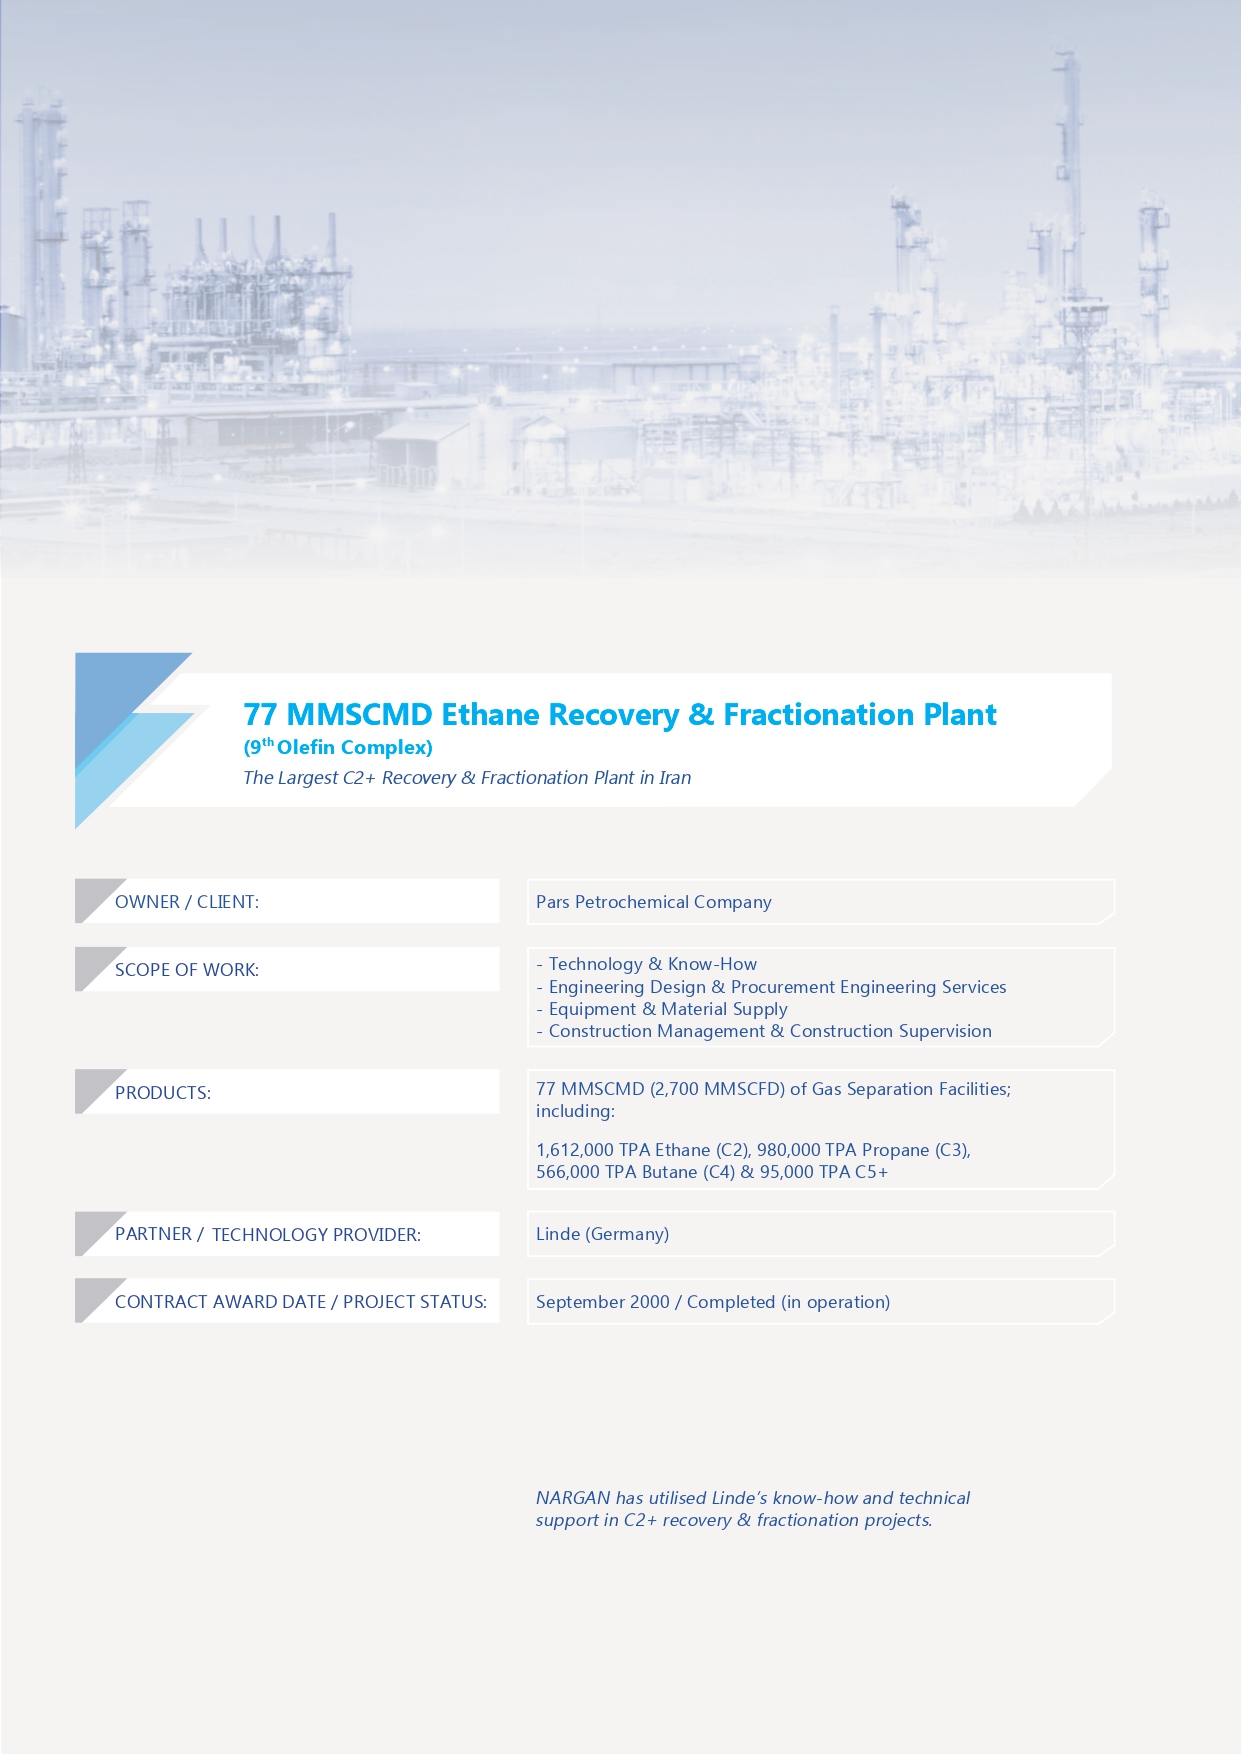 77 MMSCMD Ethane Recovery & Fractionation Plant
(9th Olefin Complex)
The Largest C2+ Recovery & Fractionation Plant in Iran
OWNER / CLIENT:
Pars Petrochemical Company
SCOPE OF WORK:
- Technology & Know-How
- Engineering Design & Procurement Engineering Services
- Equipment & Material Supply
- Construction Management & Construction Supervision
PRODUCTS:
77 MMSCMD (2,700 MMSCFD) of Gas Separation Facilities;
including:
1,612,000 TPA Ethane (C2), 980,000 TPA Propane (C3),
566,000 TPA Butane (C4) & 95,000 TPA C5+
PARTNER / TECHNOLOGY PROVIDER:
Linde (Germany)
CONTRACT AWARD DATE / PROJECT STATUS:
September 2000 / Completed (in operation)
NARGAN has utilised Linde’s know-how and technical
support in C2+ recovery & fractionation projects.